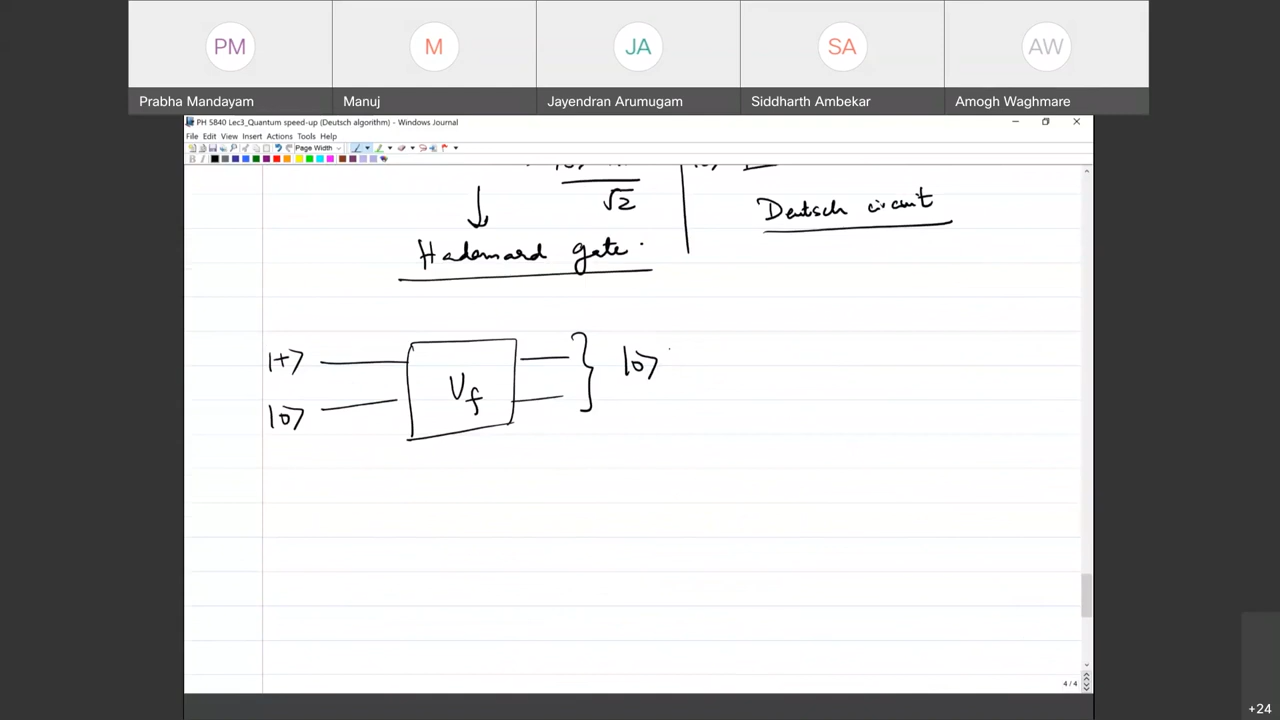 PM M JA SA AW
Prabha Mandayam Manuj Jayendran Arumugam Siddharth Ambekar Amogh Waghmare
PH 5840 Lec3_Quantum speed-up (Deutsch algorithm) - Windows Journal
File Edit View Insert Actions Tools Help
Page Width
B I
√2
Deutsch circuit
Hadamard gate.
|+⟩
U_f
|0⟩
|0⟩
4 / 4
+24